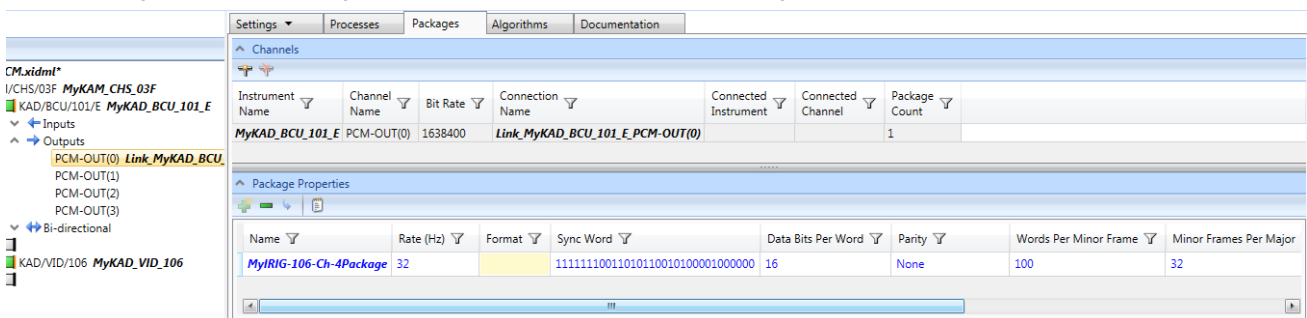 Settings Processes Packages Algorithms Documentation
Channels
CM.xidml*
I/CHS/03F MyKAM_CHS_03F
KAD/BCU/101/E MyKAD_BCU_101_E
Inputs
Outputs
PCM-OUT(0) Link_MyKAD_BCU_
PCM-OUT(1)
PCM-OUT(2)
PCM-OUT(3)
Bi-directional
KAD/VID/106 MyKAD_VID_106
Instrument Name Channel Name Bit Rate Connection Name Connected Instrument Connected Channel Package Count
MyKAD_BCU_101_E PCM-OUT(0) 1638400 Link_MyKAD_BCU_101_E_PCM-OUT(0) 1
Package Properties
Name Rate (Hz) Format Sync Word Data Bits Per Word Parity Words Per Minor Frame Minor Frames Per Major
MyIRIG-106-Ch-4Package 32 11111110011010110010100001000000 16 None 100 32